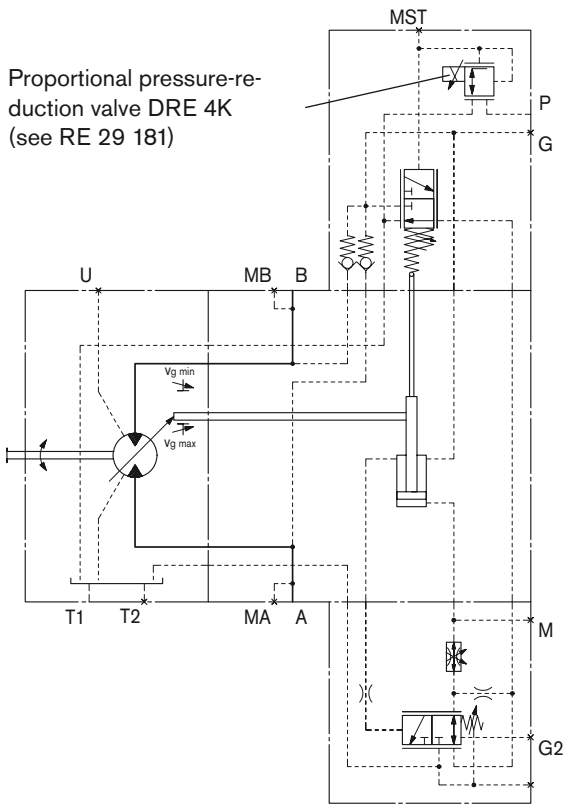 MST
Proportional pressure-re-
duction valve DRE 4K
(see RE 29 181)
P
G
U
MB
B
Vg min
Vg max
T1
T2
MA
A
M
G2